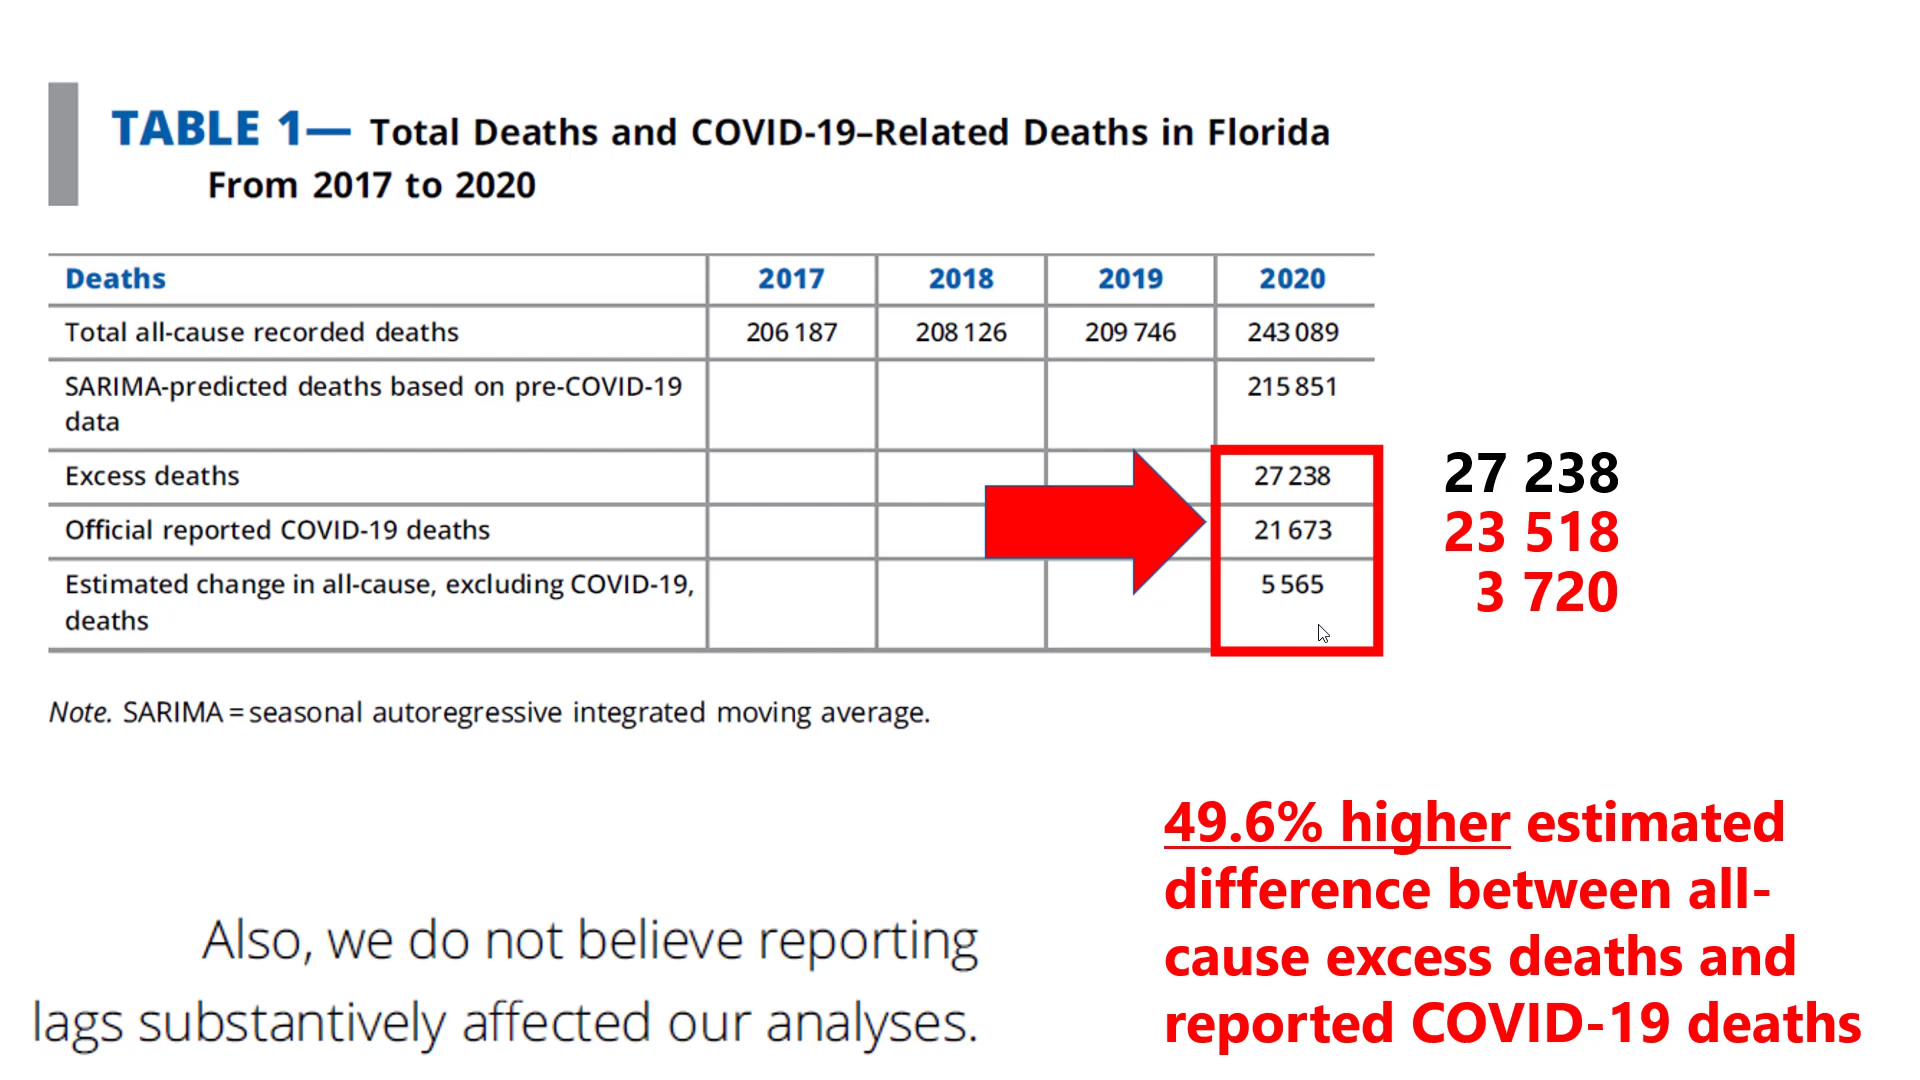 TABLE 1— Total Deaths and COVID-19–Related Deaths in Florida
From 2017 to 2020
Deaths 2017 2018 2019 2020
Total all-cause recorded deaths 206 187 208 126 209 746 243 089
SARIMA-predicted deaths based on pre-COVID-19 215 851
data
Excess deaths 27 238
Official reported COVID-19 deaths 21 673
Estimated change in all-cause, excluding COVID-19, 5 565
deaths
27 238
23 518
3 720
Note. SARIMA = seasonal autoregressive integrated moving average.
Also, we do not believe reporting
lags substantively affected our analyses.
49.6% higher estimated
difference between all-
cause excess deaths and
reported COVID-19 deaths